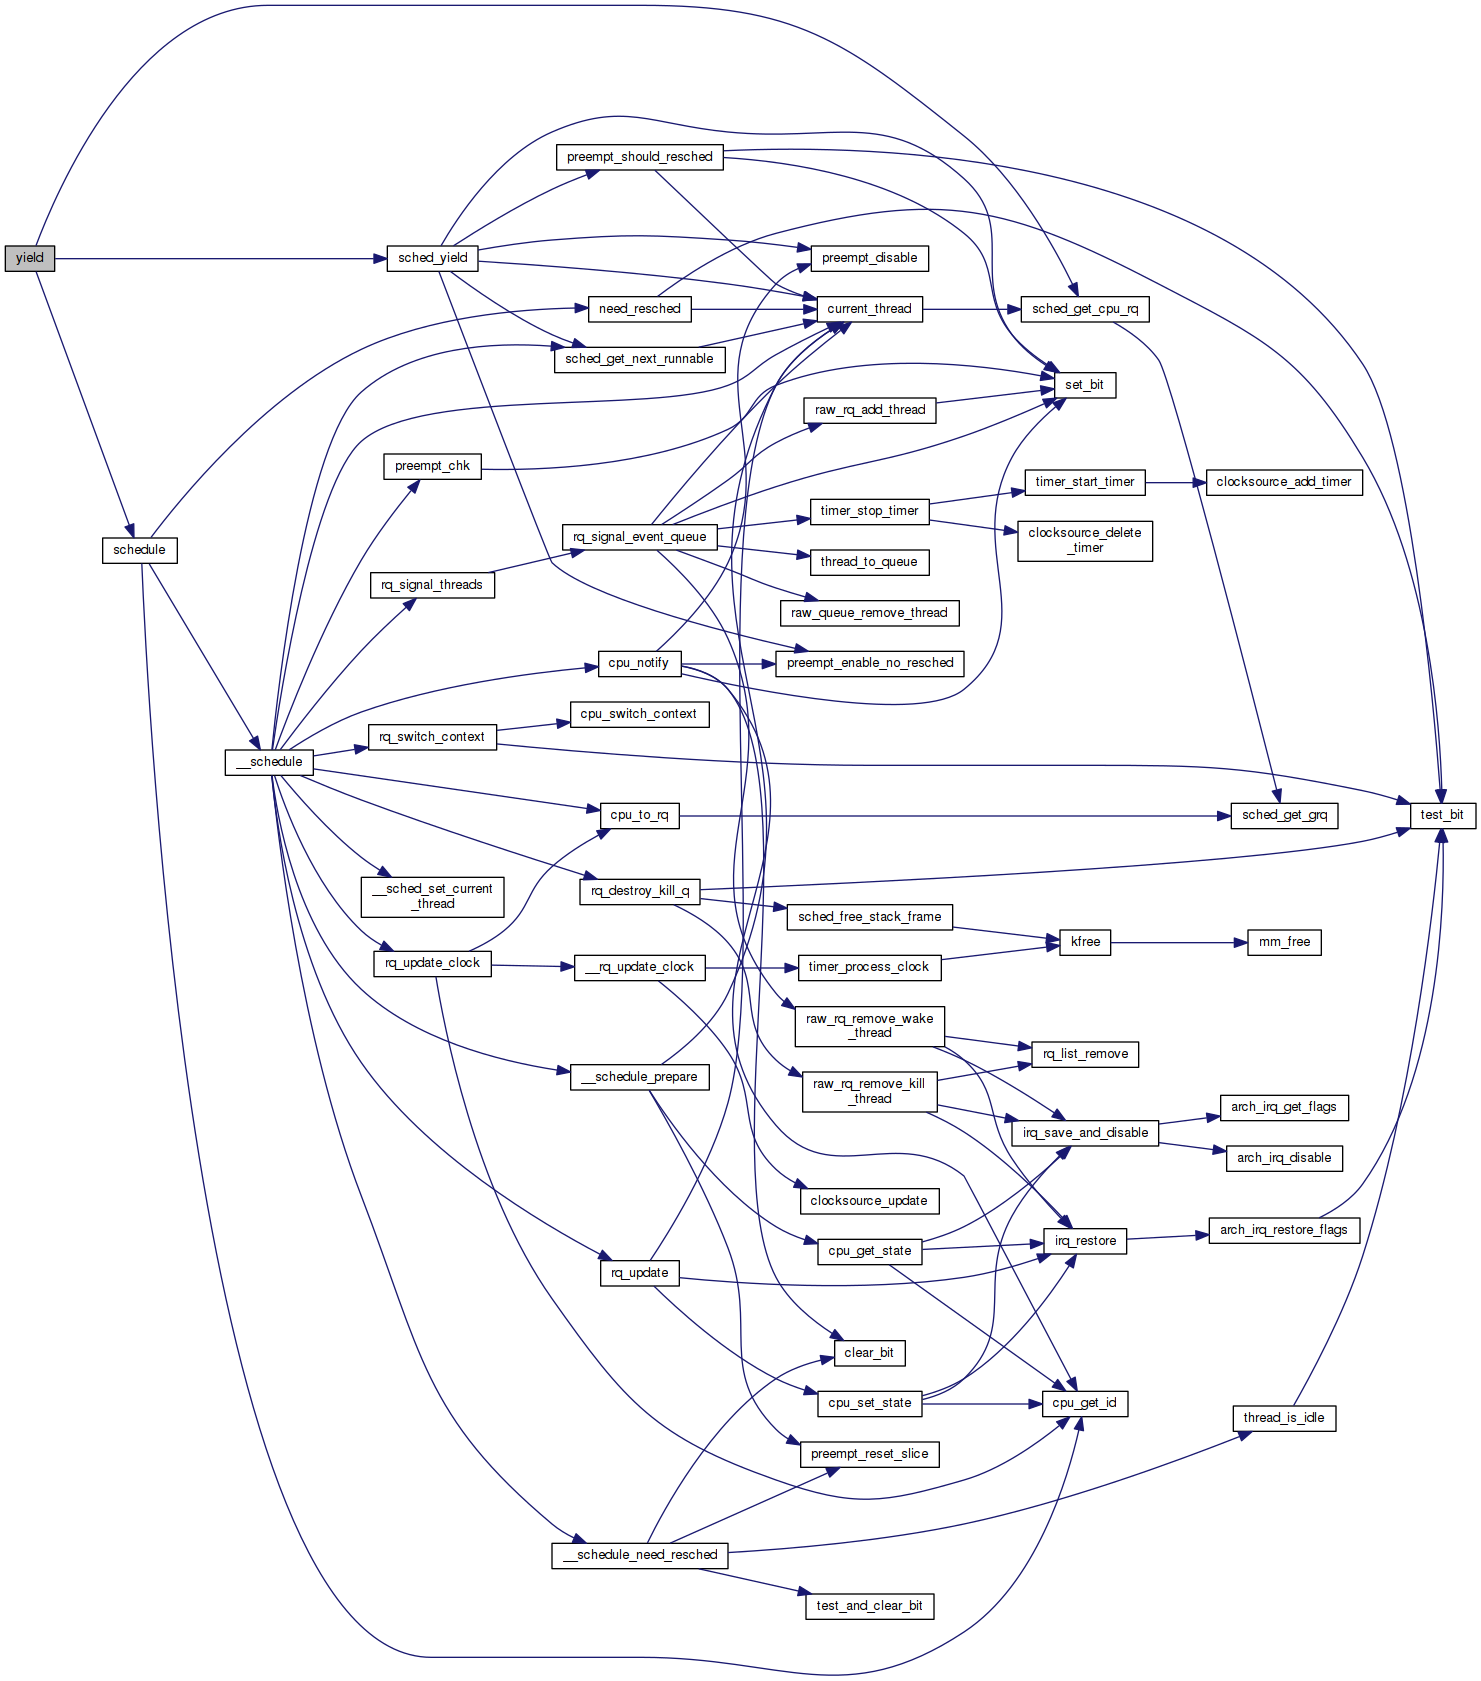 preempt_should_resched
yield
sched_yield
preempt_disable
need_resched
current_thread
sched_get_cpu_rq
sched_get_next_runnable
set_bit
raw_rq_add_thread
preempt_chk
timer_start_timer
clocksource_add_timer
timer_stop_timer
rq_signal_event_queue
clocksource_delete
_timer
schedule
thread_to_queue
rq_signal_threads
raw_queue_remove_thread
cpu_notify
preempt_enable_no_resched
cpu_switch_context
rq_switch_context
__schedule
cpu_to_rq
sched_get_grq
test_bit
__sched_set_current
_thread
rq_destroy_kill_q
sched_free_stack_frame
kfree
mm_free
rq_update_clock
__rq_update_clock
timer_process_clock
raw_rq_remove_wake
_thread
rq_list_remove
__schedule_prepare
raw_rq_remove_kill
_thread
arch_irq_get_flags
irq_save_and_disable
arch_irq_disable
clocksource_update
arch_irq_restore_flags
cpu_get_state
irq_restore
rq_update
clear_bit
cpu_set_state
cpu_get_id
thread_is_idle
preempt_reset_slice
__schedule_need_resched
test_and_clear_bit